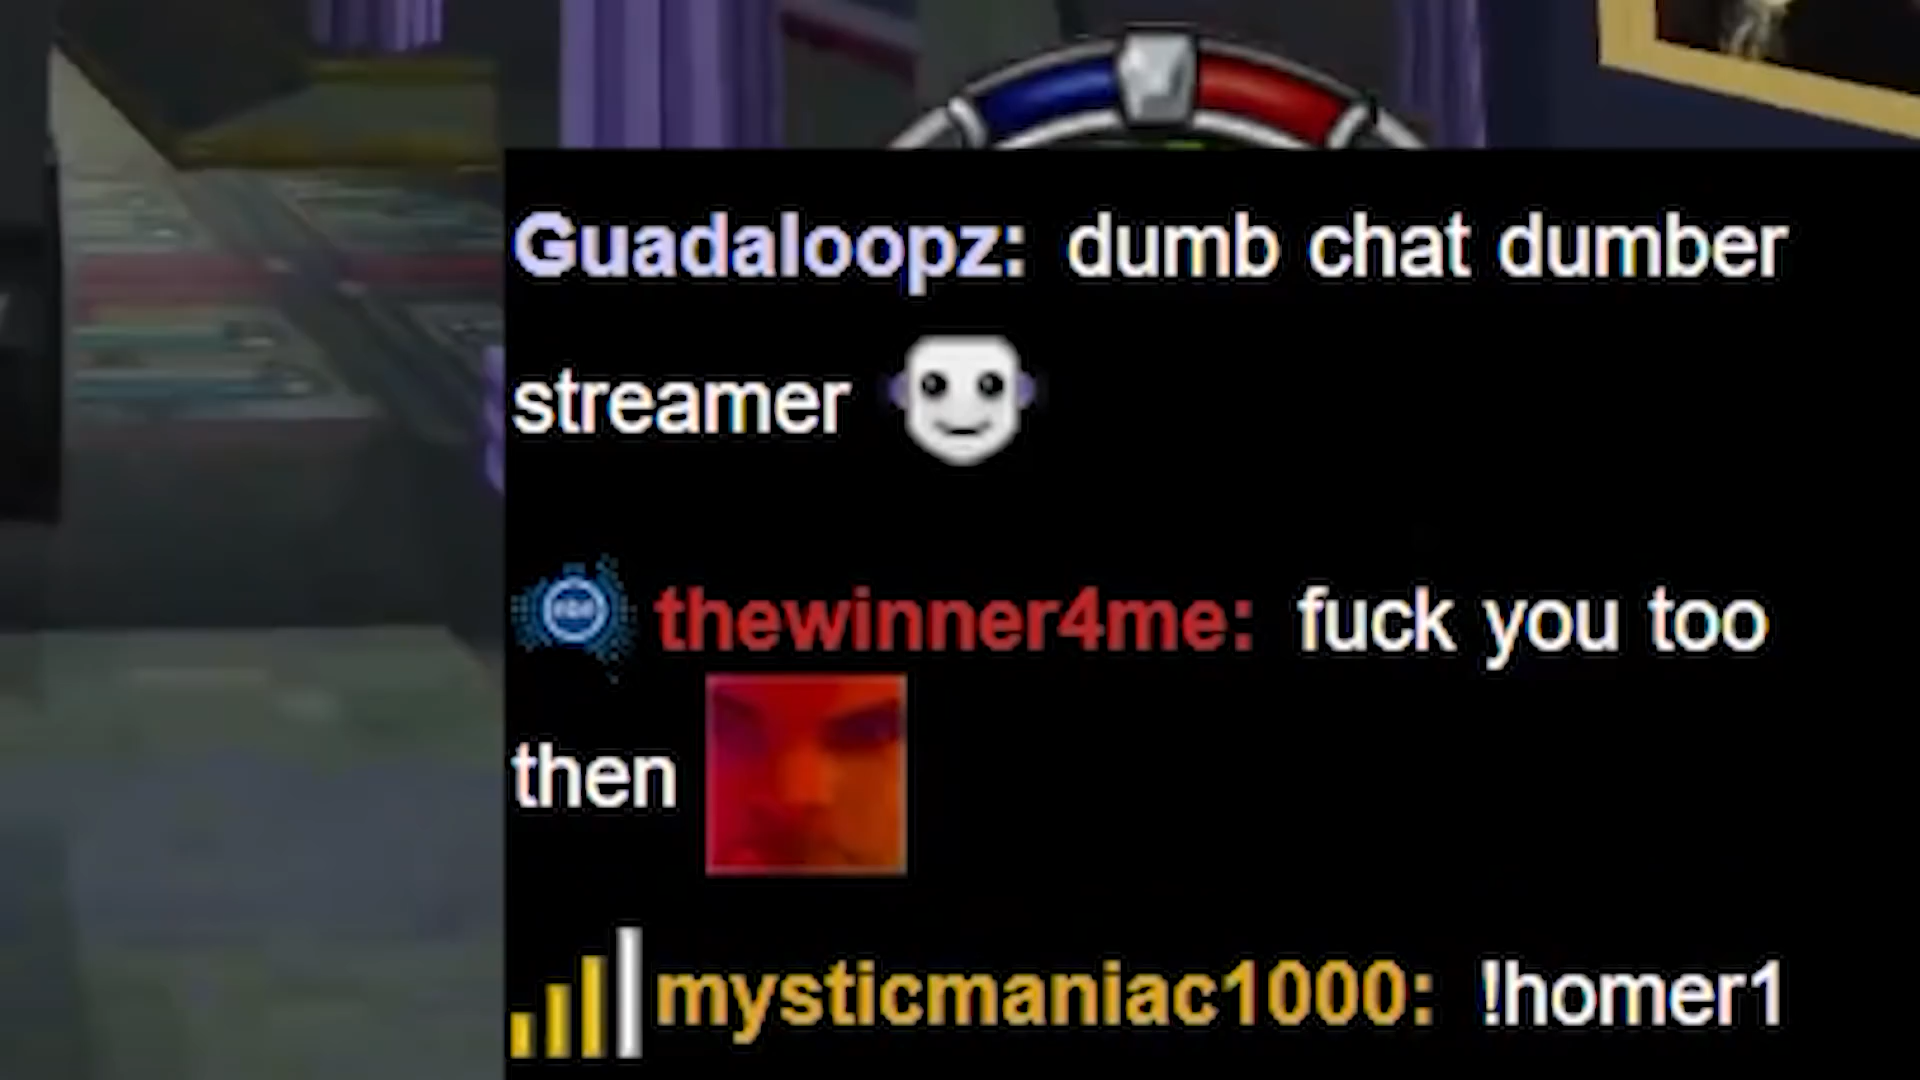 Guadaloopz: dumb chat dumber
streamer
thewinner4me: fuck you too
then
mysticmaniac1000: !homer1